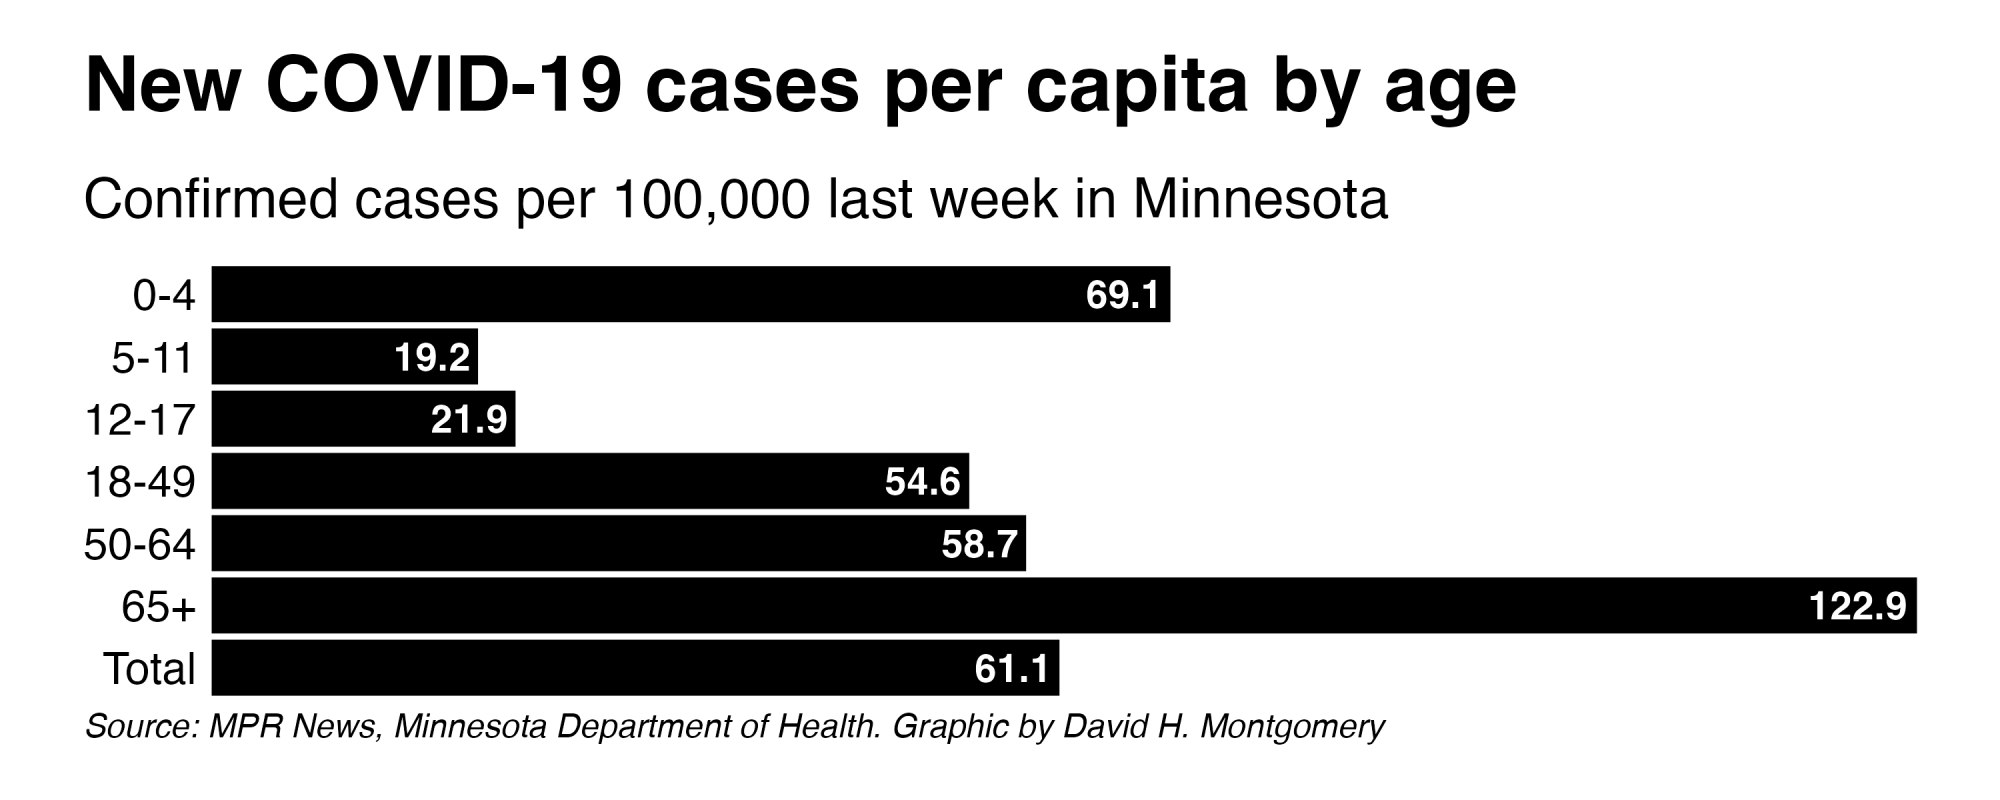 New COVID-19 cases per capita by age
Confirmed cases per 100,000 last week in Minnesota
0-4 69.1
5-11 19.2
12-17 21.9
18-49 54.6
50-64 58.7
65+ 122.9
Total 61.1
Source: MPR News, Minnesota Department of Health. Graphic by David H. Montgomery